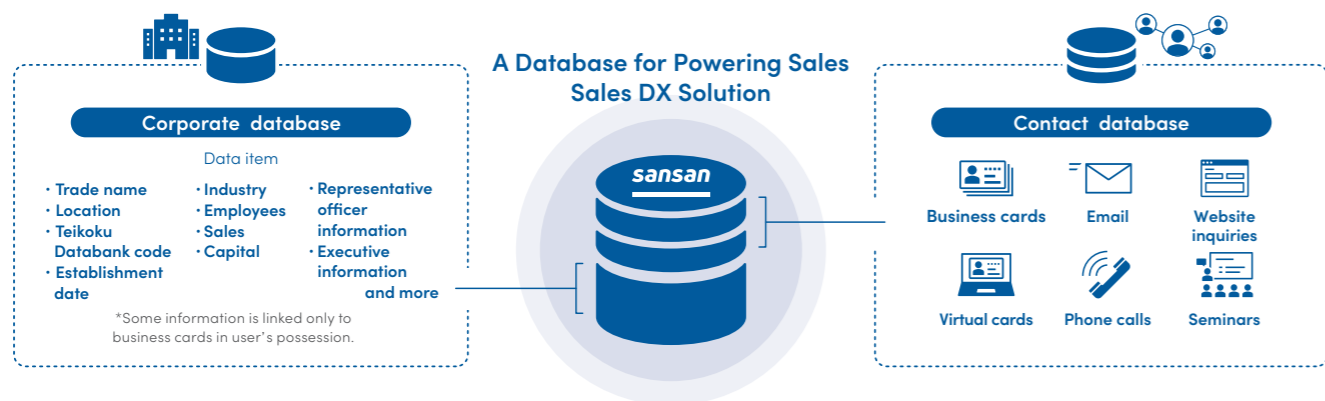 A Database for Powering Sales
Sales DX Solution
Corporate database
Data item
・Trade name
・Location
・Teikoku
Databank code
・Establishment
date
・Industry
・Employees
・Sales
・Capital
・Representative
officer
information
・Executive
information
and more
*Some information is linked only to
business cards in user's possession.
sansan
Contact database
Business cards
Email
Website
inquiries
Virtual cards
Phone calls
Seminars